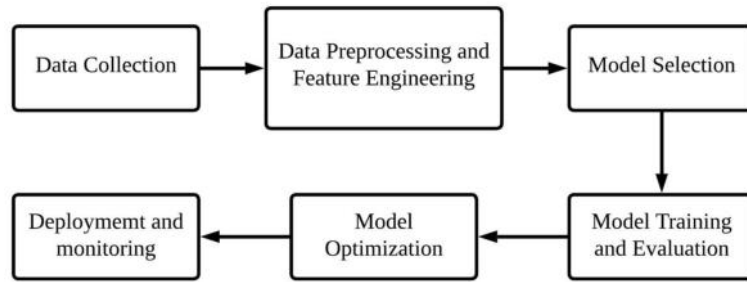 Data Collection
Data Preprocessing and
Feature Engineering
Model Selection
Model Training
and Evaluation
Model
Optimization
Deploymemt and
monitoring